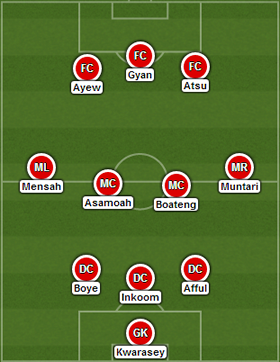 FC
FC
FC
Ayew
Gyan
Atsu
ML
MC
MC
MR
Mensah
Asamoah
Boateng
Muntari
DC
DC
DC
Boye
Inkoom
Afful
GK
Kwarasey